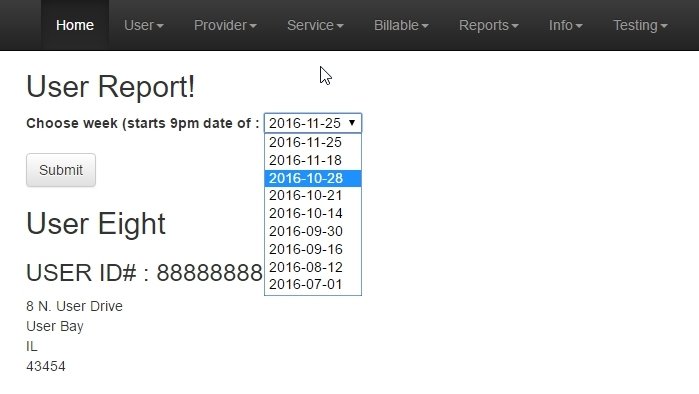 Home User Provider Service Billable Reports Info Testing
User Report!
Choose week (starts 9pm date of : 2016-11-25
2016-11-25
2016-11-18
2016-10-28
2016-10-21
2016-10-14
2016-09-30
2016-09-16
2016-08-12
2016-07-01
Submit
User Eight
USER ID# : 88888888
8 N. User Drive
User Bay
IL
43454